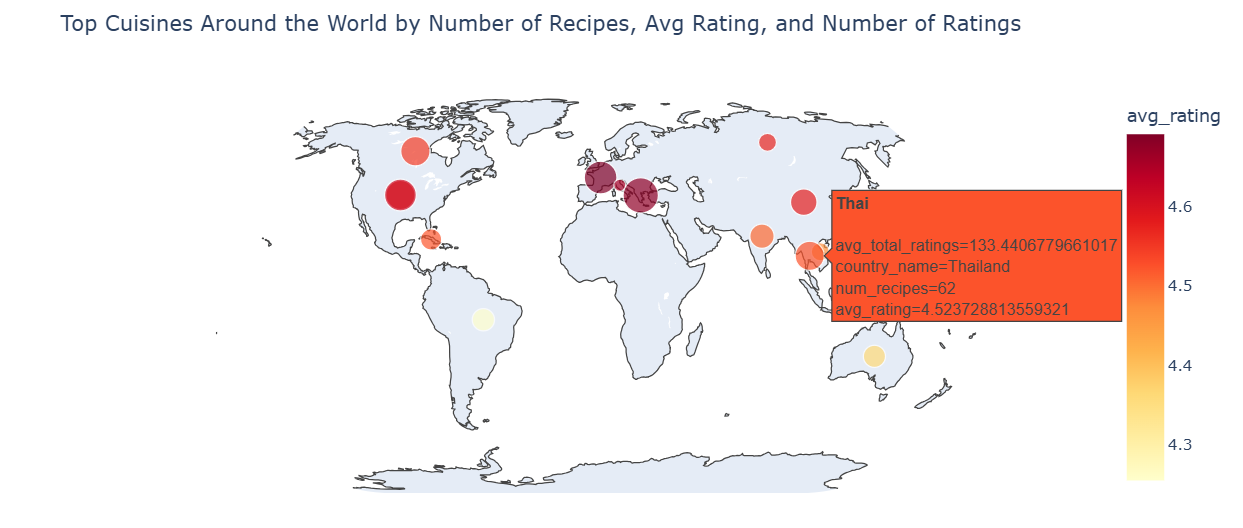 Top Cuisines Around the World by Number of Recipes, Avg Rating, and Number of Ratings
avg_rating
Thai
avg_total_ratings=133.4406779661017
country_name=Thailand
num_recipes=62
avg_rating=4.523728813559321
4.6
4.5
4.4
4.3